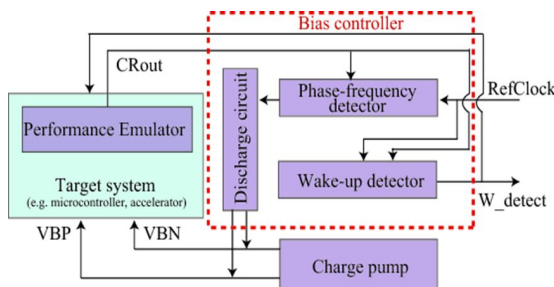 Bias controller
CRout
Phase-frequency
detector
RefClock
Performance Emulator
Discharge circuit
Target system
(e.g. microcontroller, accelerator)
Wake-up detector
W_detect
VBP
VBN
Charge pump